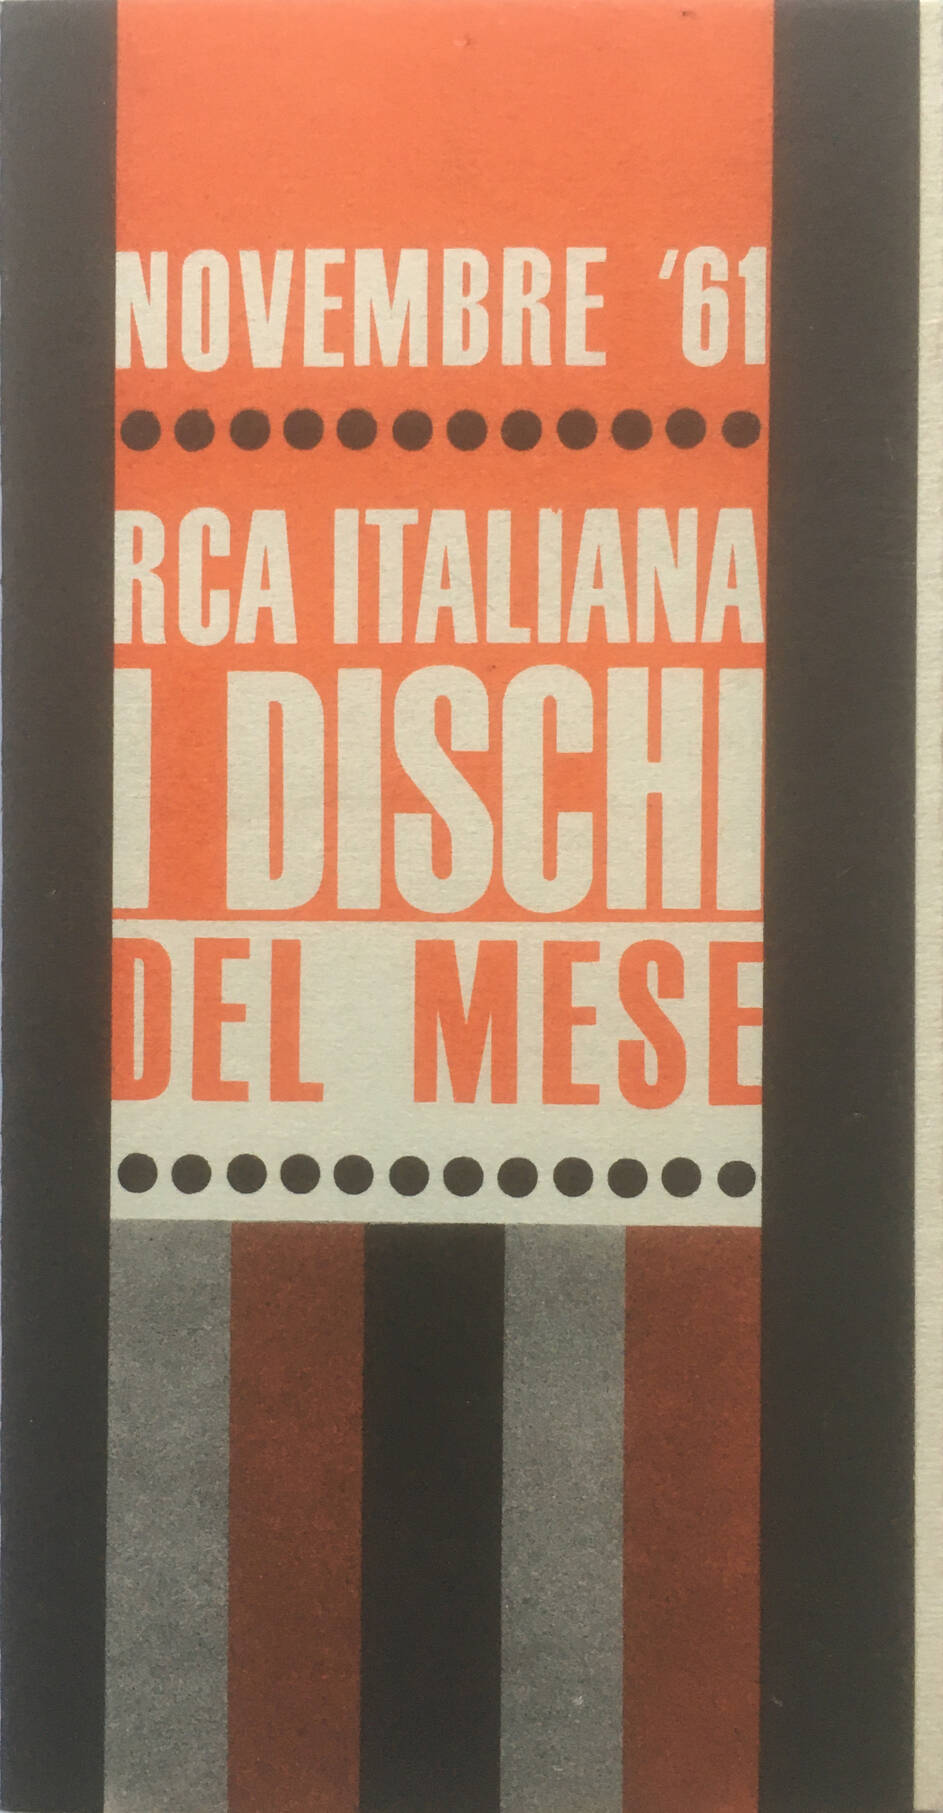 NOVEMBRE '61
RCA ITALIANA
I DISCHI
DEL MESE